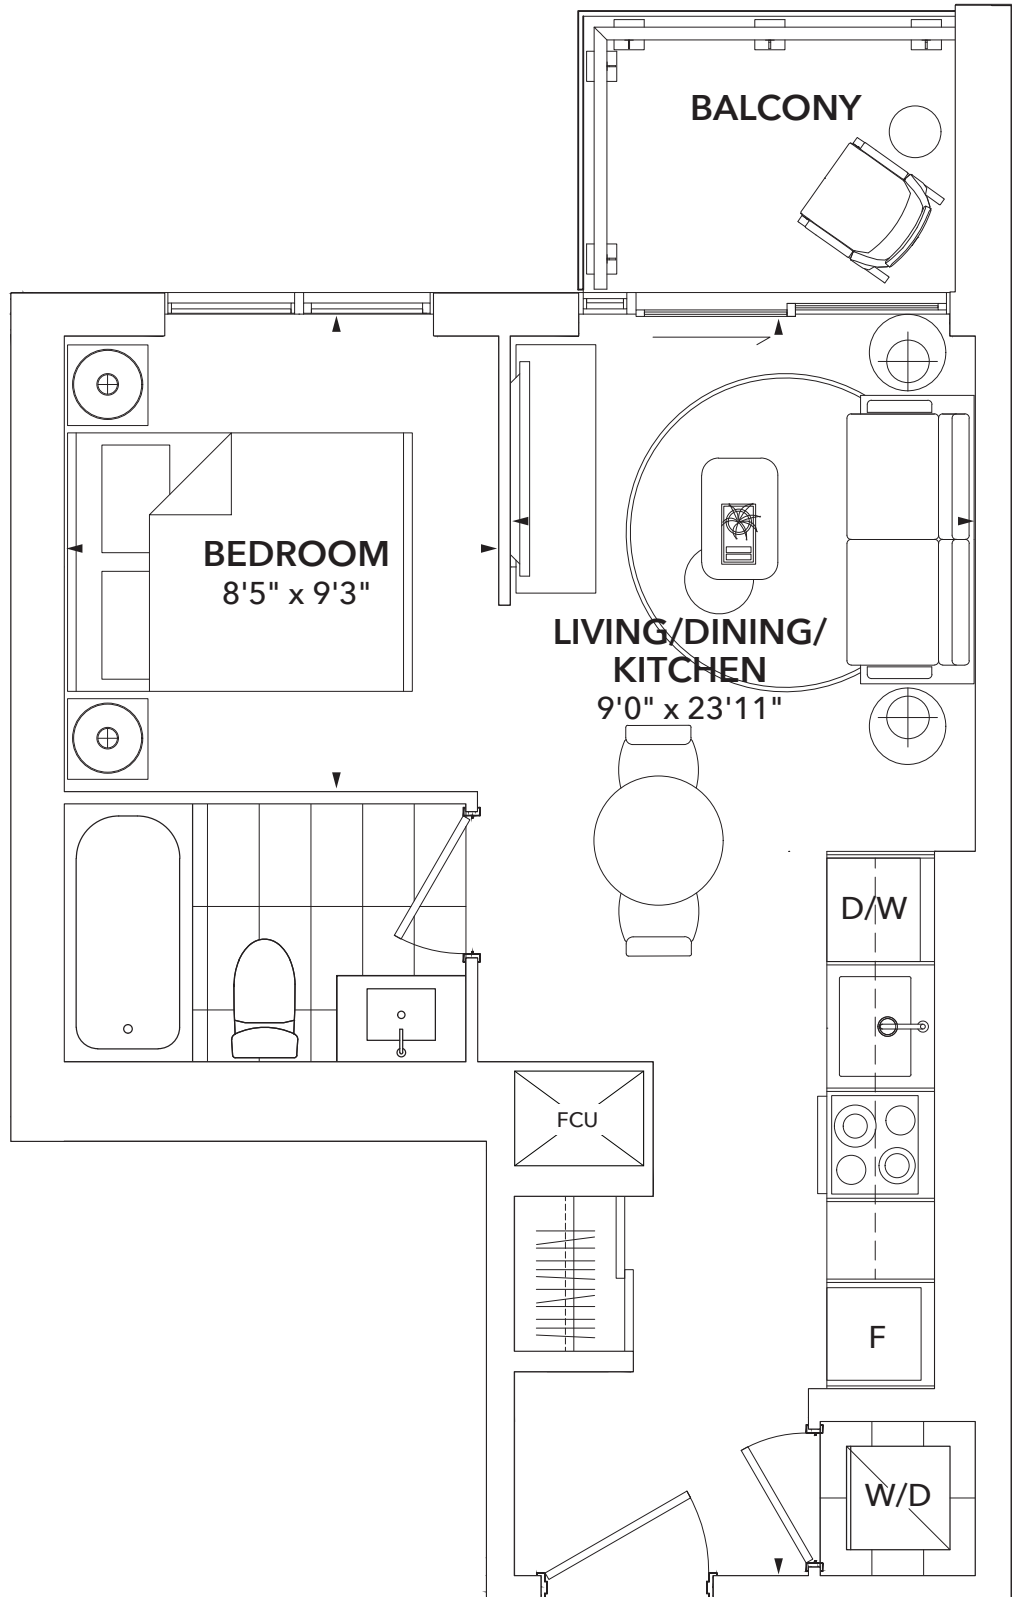 BALCONY
BEDROOM
8'5" x 9'3"
LIVING/DINING/
KITCHEN
9'0" x 23'11"
D/W
FCU
F
W/D